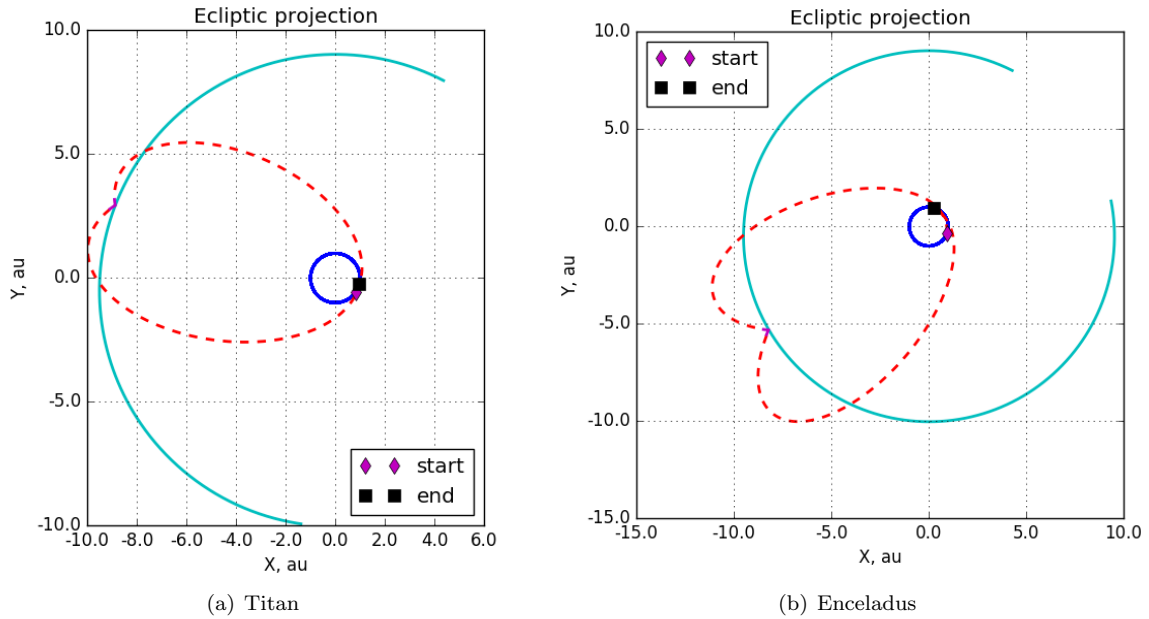 Ecliptic projection
10.0
5.0
0.0
-5.0
-10.0
Y, au
-10.0 -8.0 -6.0 -4.0 -2.0 0.0 2.0 4.0 6.0
X, au
start
end
(a) Titan
Ecliptic projection
start
end
10.0
5.0
0.0
-5.0
-10.0
-15.0
Y, au
-15.0 -10.0 -5.0 0.0 5.0 10.0
X, au
(b) Enceladus